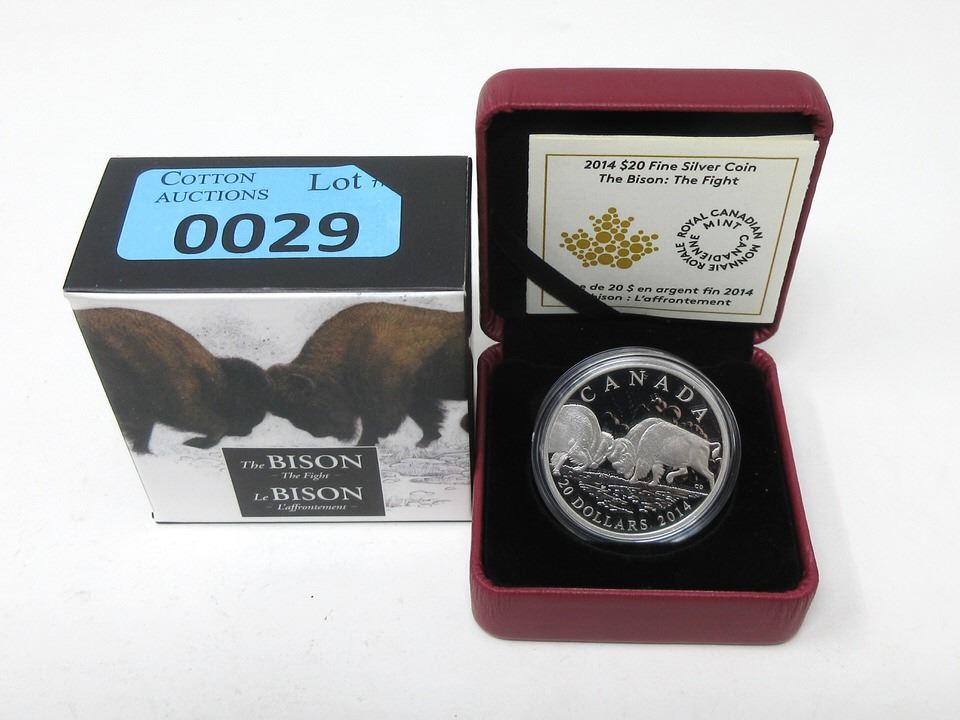 COTTON AUCTIONS Lot
0029
The BISON
The Fight
Le BISON
L'affrontement
2014 $20 Fine Silver Coin
The Bison: The Fight
ROYAL CANADIAN MINT
MONNAIE ROYALE CANADIENNE
de 20 $ en argent fin 2014
: L'affrontement
CANADA
CD
20 DOLLARS 2014